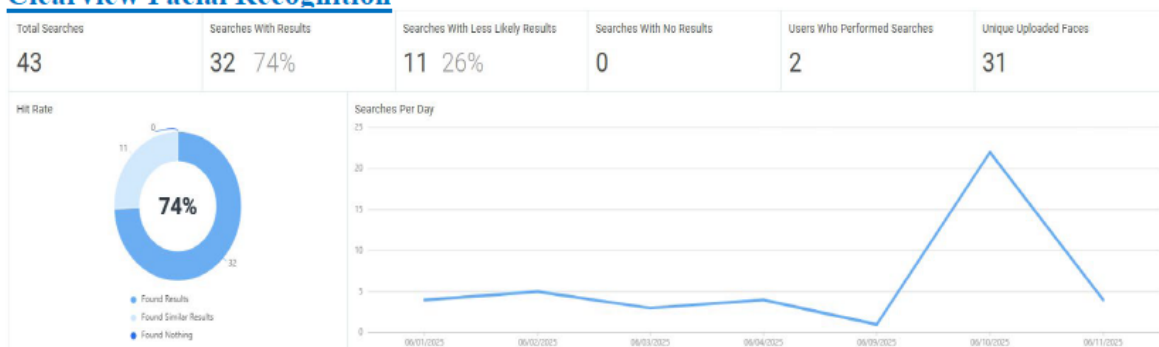 Clearview Facial Recognition
Total Searches
43
Searches With Results
32 74%
Searches With Less Likely Results
11 26%
Searches With No Results
0
Users Who Performed Searches
2
Unique Uploaded Faces
31
Hit Rate
0
11
74%
32
Found Results
Found Similar Results
Found Nothing
Searches Per Day
25
20
15
10
5
0
06/01/2025 06/02/2025 06/03/2025 06/04/2025 06/09/2025 06/10/2025 06/11/2025